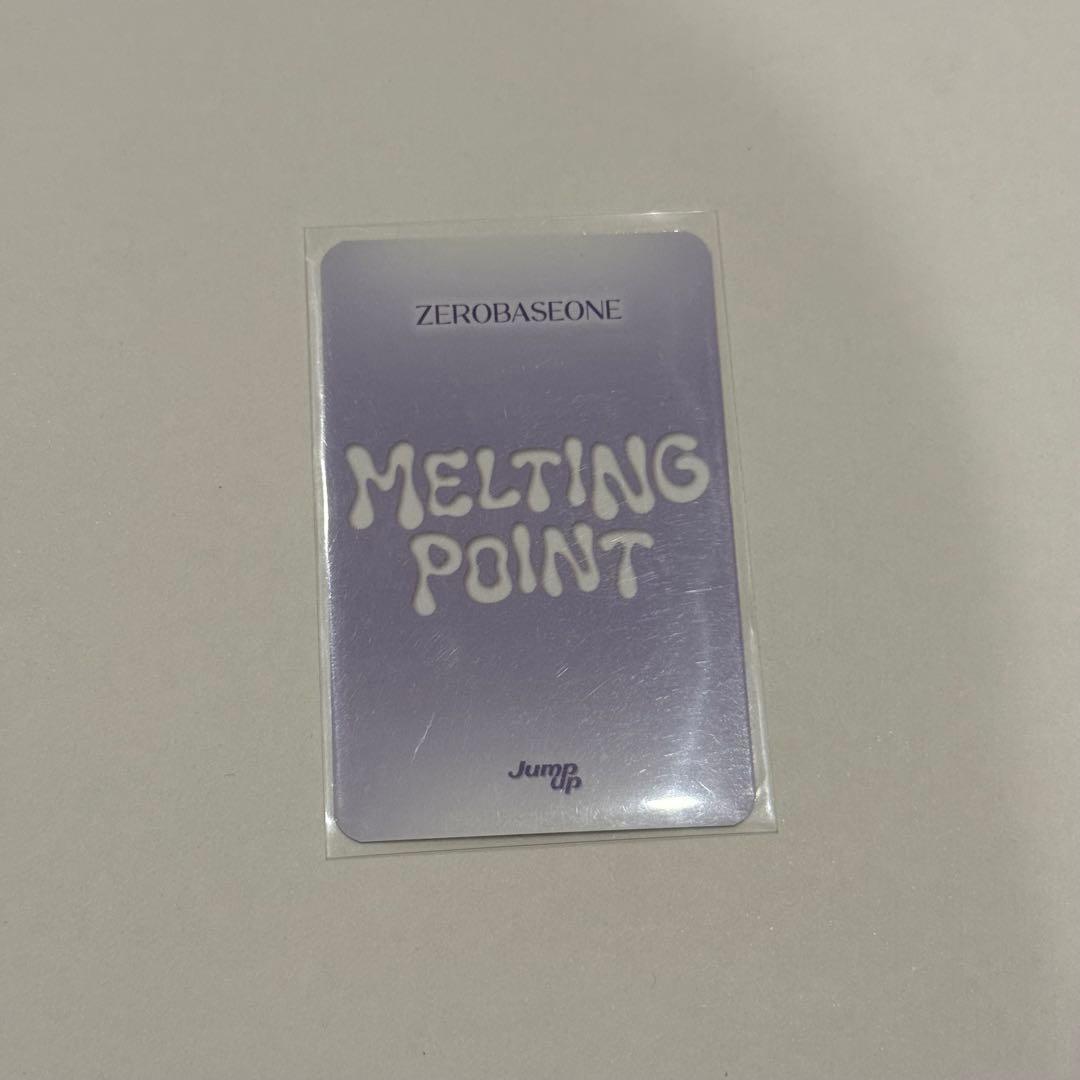 ZEROBASEONE
MELTING
POINT
Jump
up